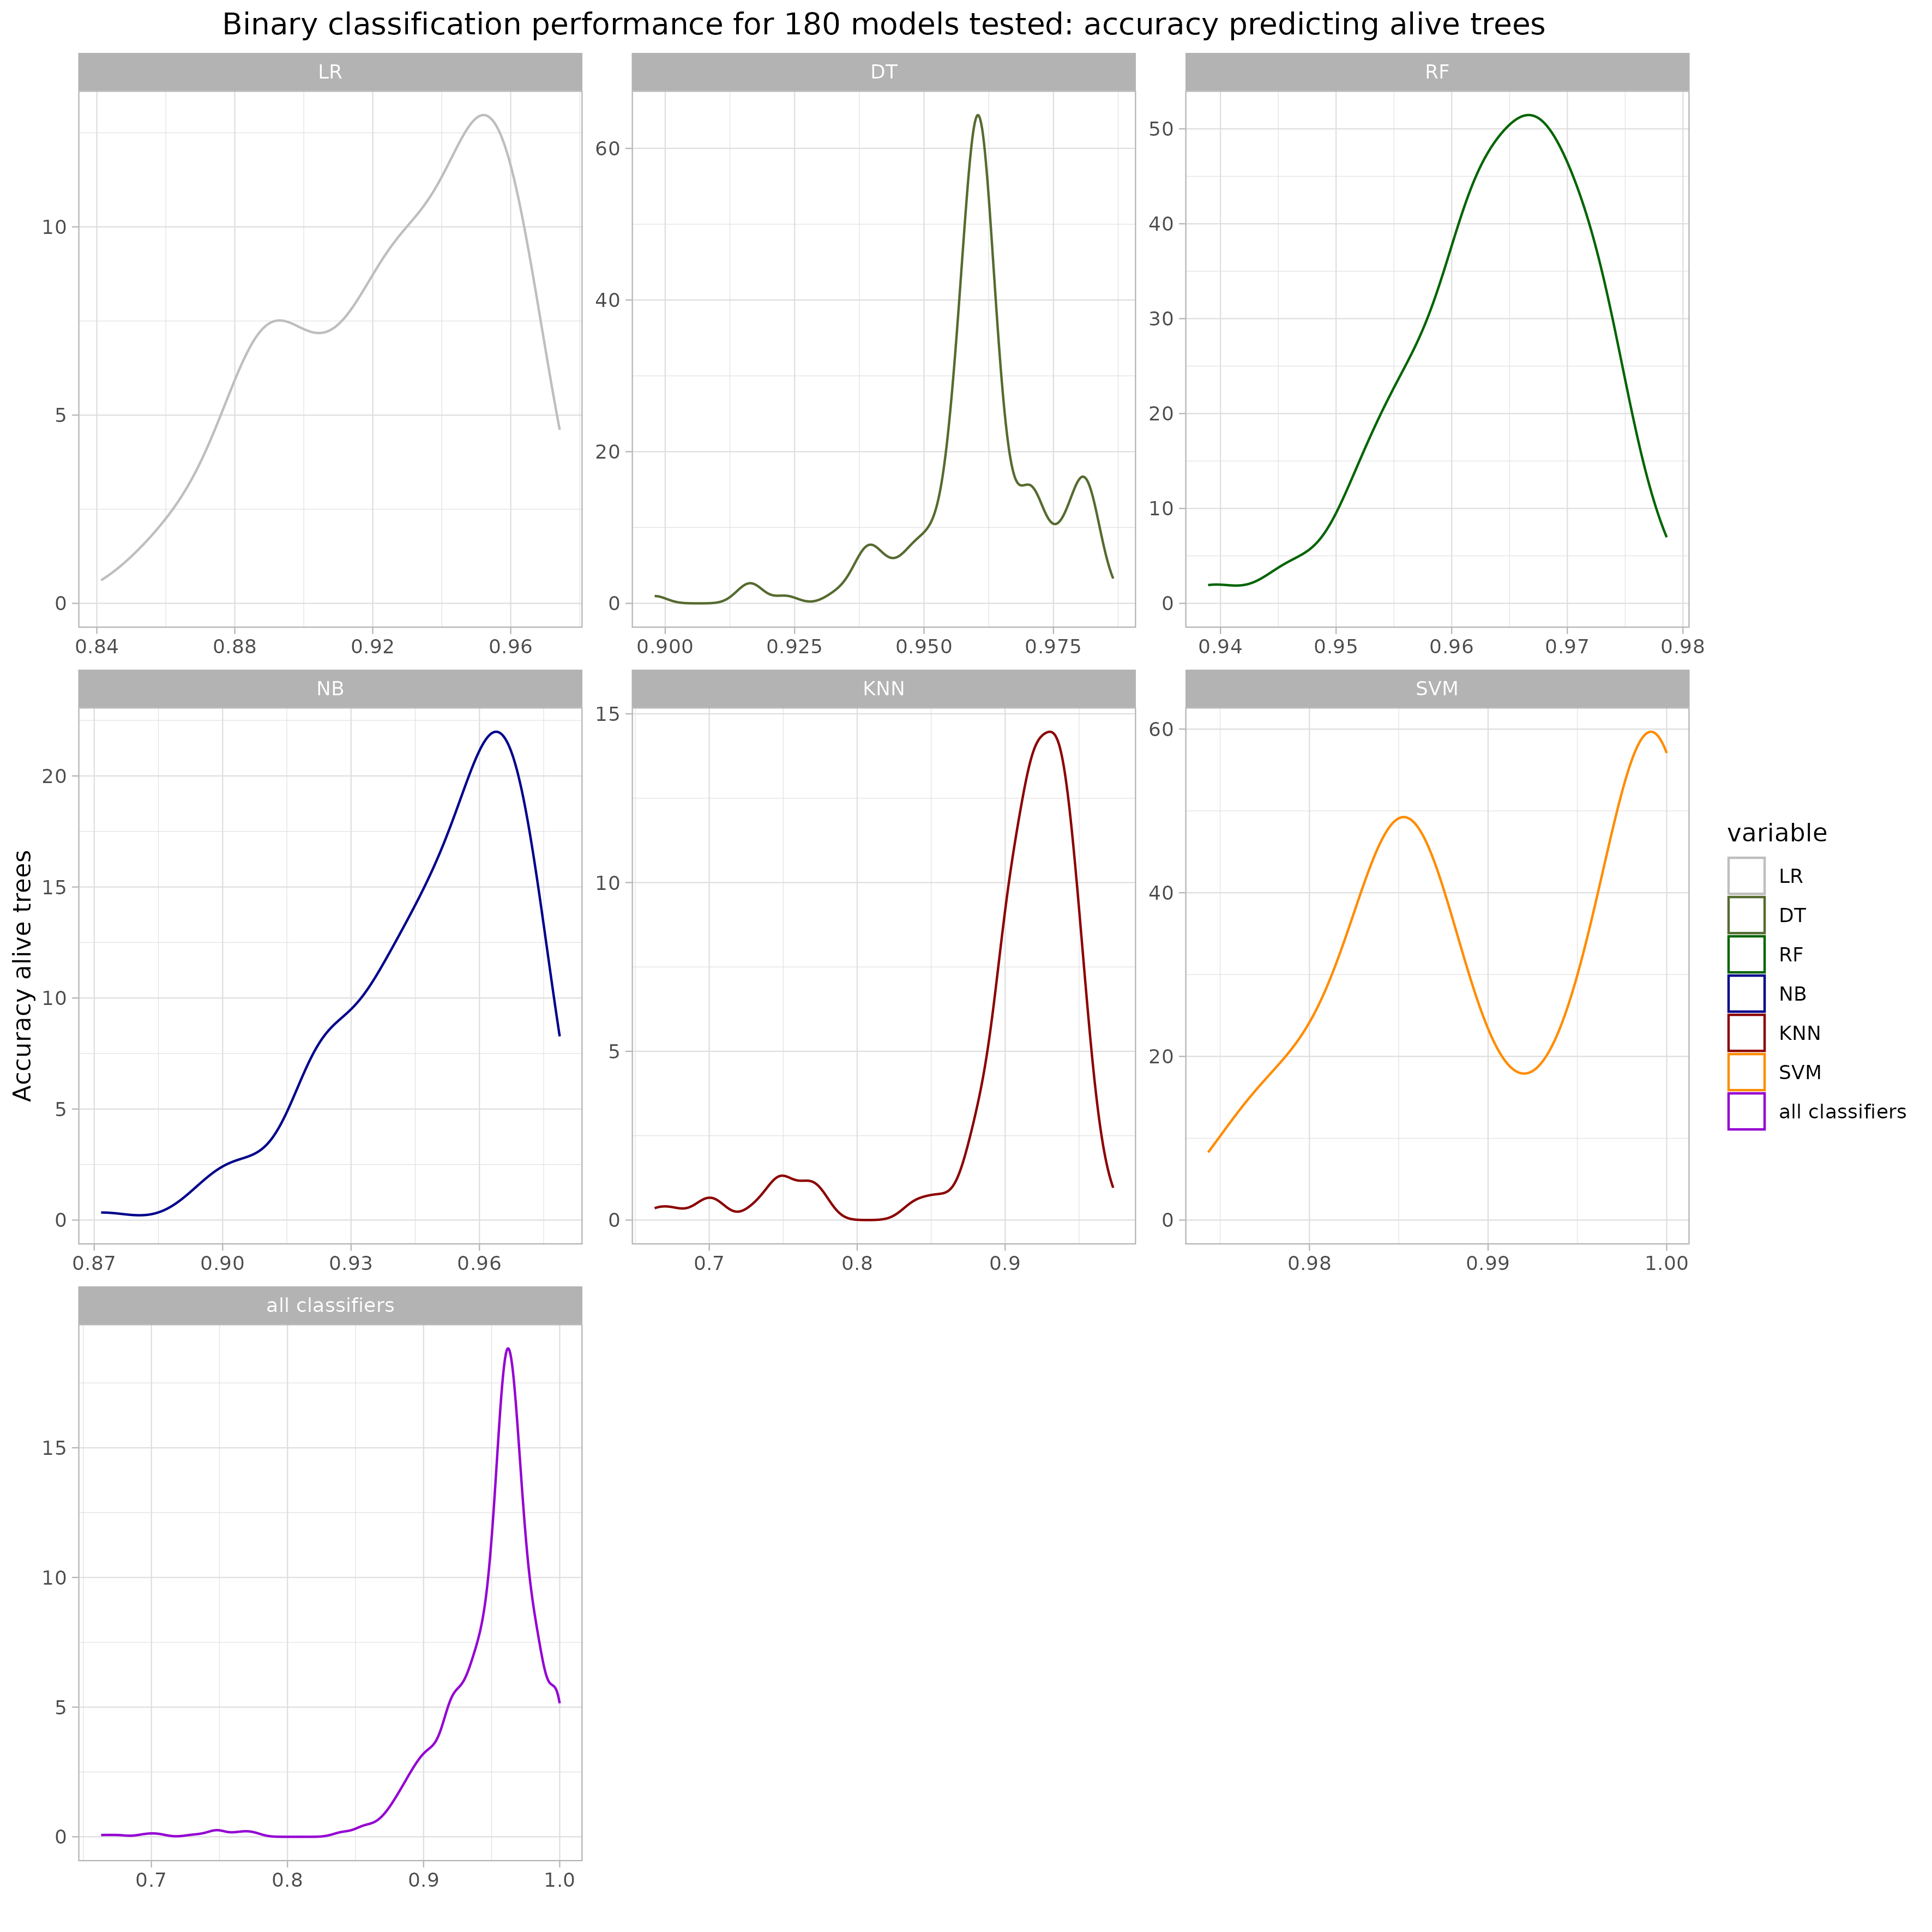 Binary classification performance for 180 models tested: accuracy predicting alive trees
LR
DT
RF
10
5
0
0.84 0.88 0.92 0.96
60
40
20
0
0.900 0.925 0.950 0.975
50
40
30
20
10
0
0.94 0.95 0.96 0.97 0.98
Accuracy alive trees
NB
KNN
SVM
20
15
10
5
0
0.87 0.90 0.93 0.96
15
10
5
0
0.7 0.8 0.9
60
40
20
0
0.98 0.99 1.00
all classifiers
15
10
5
0
0.7 0.8 0.9 1.0
variable
LR
DT
RF
NB
KNN
SVM
all classifiers